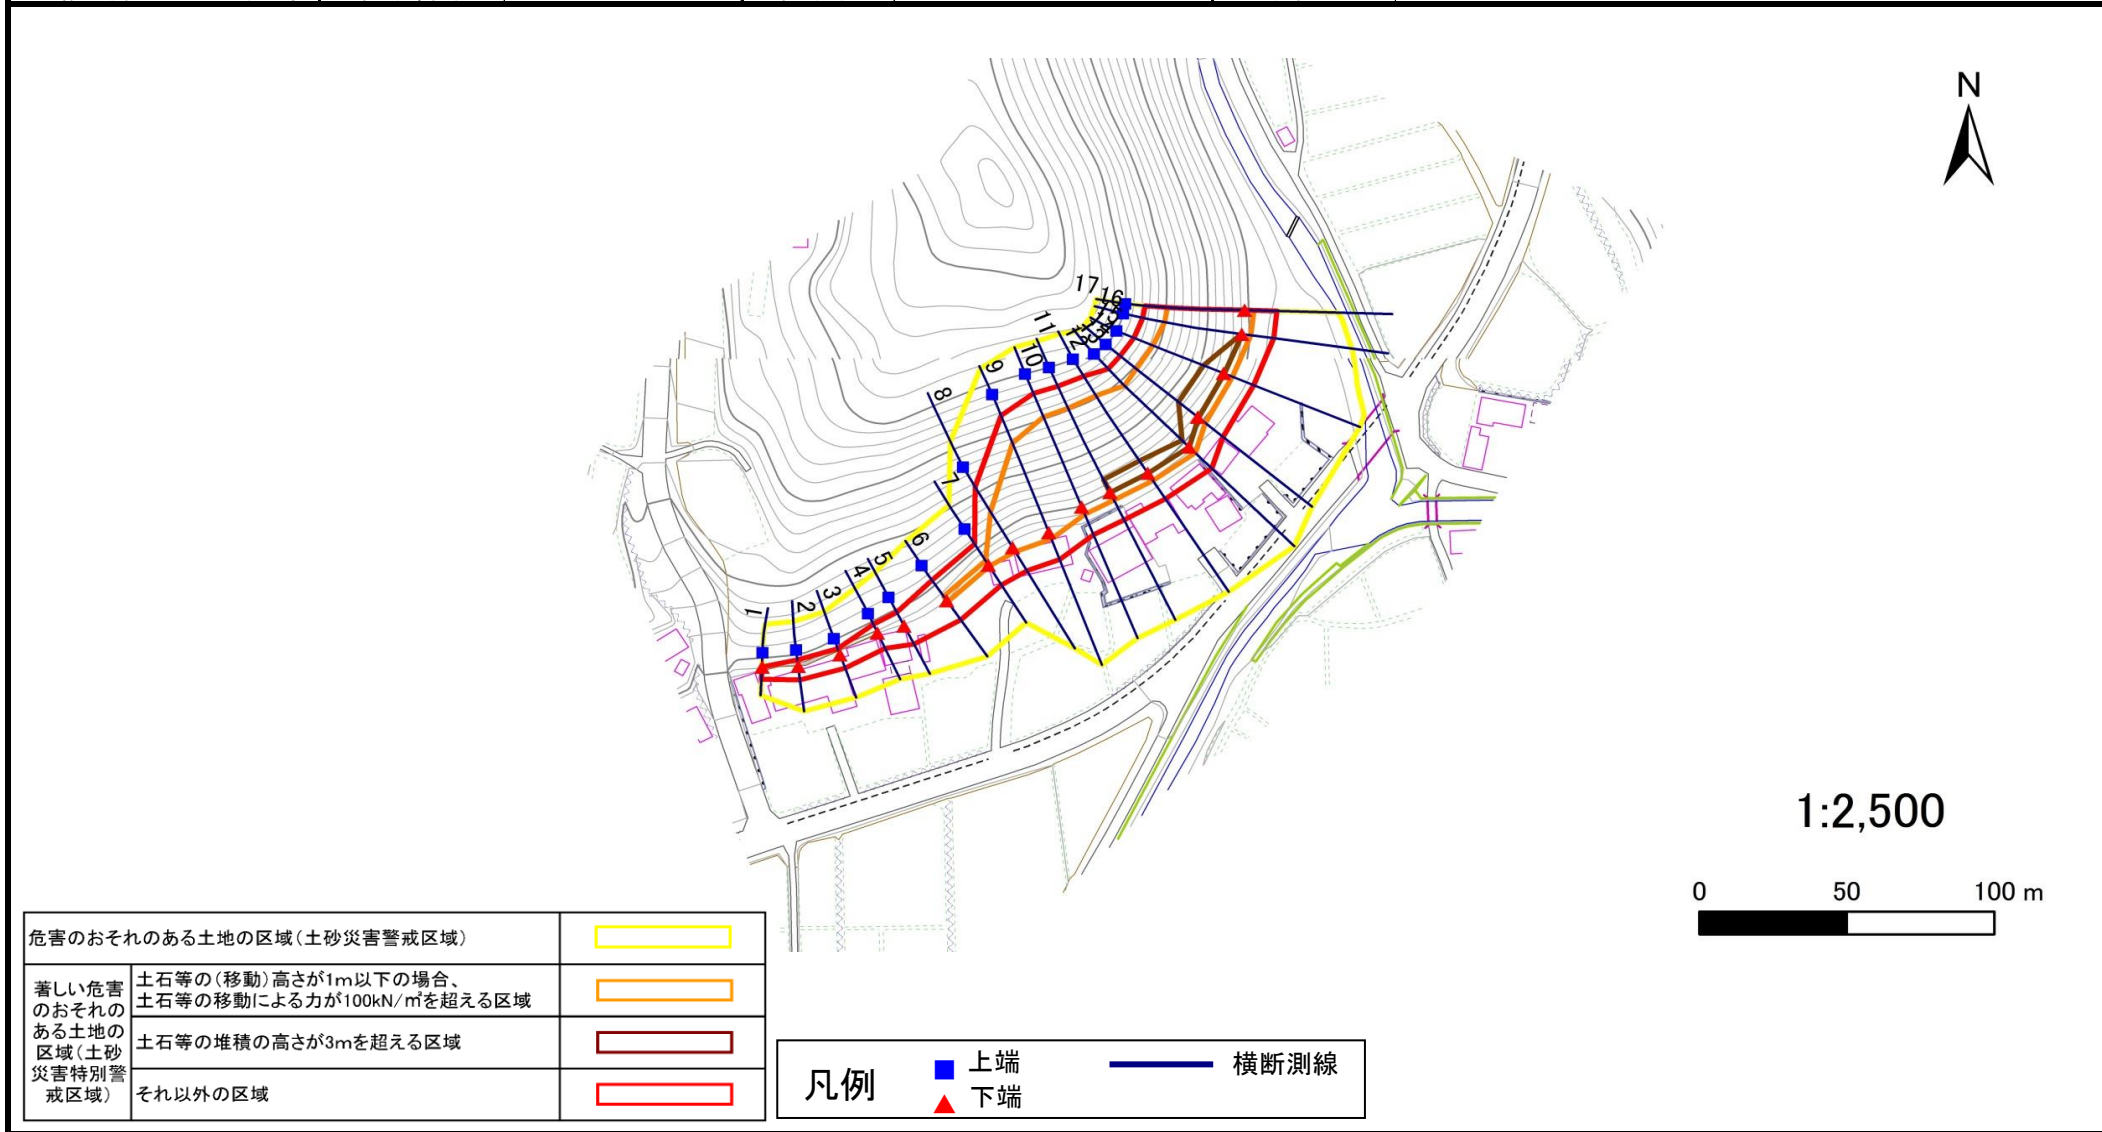 N
17
16
11
12
10
9
8
7
6
5
4
3
2
1
1:2,500
0 50 100 m
危害のおそれのある土地の区域(土砂災害警戒区域)
著しい危害
のおそれの
ある土地の
区域(土砂
災害特別警
戒区域)
土石等の(移動)高さが1m以下の場合、
土石等の移動による力が100kN/㎡を超える区域
土石等の堆積の高さが3mを超える区域
それ以外の区域
凡例
上端
下端
横断測線